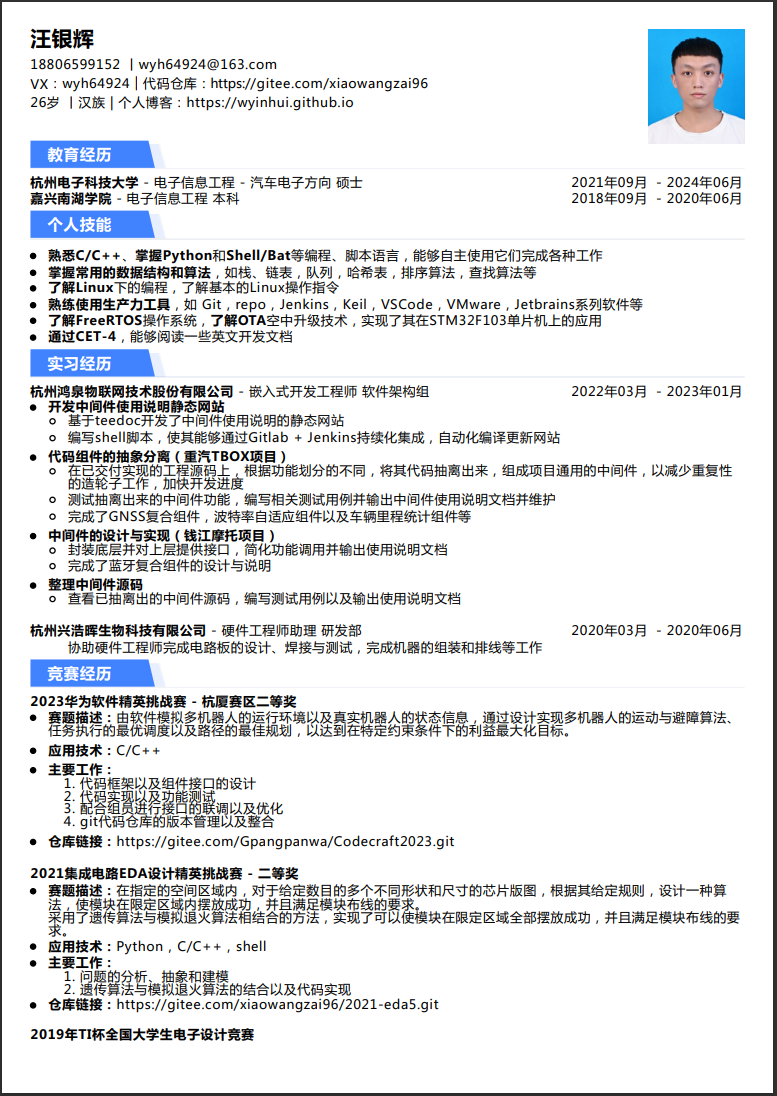 汪银辉
18806599152 | wyh64924@163.com
VX：wyh64924 | 代码仓库：https://gitee.com/xiaowangzai96
26岁 | 汉族 | 个人博客：https://wyinhui.github.io
教育经历
杭州电子科技大学 - 电子信息工程 - 汽车电子方向 硕士 2021年09月 - 2024年06月
嘉兴南湖学院 - 电子信息工程 本科 2018年09月 - 2020年06月
个人技能
● 熟悉C/C++、掌握Python和Shell/Bat等编程、脚本语言，能够自主使用它们完成各种工作
● 掌握常用的数据结构和算法，如栈、链表，队列，哈希表，排序算法，查找算法等
● 了解Linux下的编程，了解基本的Linux操作指令
● 熟练使用生产力工具，如 Git，repo，Jenkins，Keil，VSCode，VMware，Jetbrains系列软件等
● 了解FreeRTOS操作系统，了解OTA空中升级技术，实现了其在STM32F103单片机上的应用
● 通过CET-4，能够阅读一些英文开发文档
实习经历
杭州鸿泉物联网技术股份有限公司 - 嵌入式开发工程师 软件架构组 2022年03月 - 2023年01月
● 开发中间件使用说明静态网站
○ 基于teedoc开发了中间件使用说明的静态网站
○ 编写shell脚本，使其能够通过Gitlab + Jenkins持续化集成，自动化编译更新网站
● 代码组件的抽象分离（重汽TBOX项目）
○ 在已交付实现的工程源码上，根据功能划分的不同，将其代码抽离出来，组成项目通用的中间件，以减少重复性
的造轮子工作，加快开发进度
○ 测试抽离出来的中间件功能，编写相关测试用例并输出中间件使用说明文档并维护
○ 完成了GNSS复合组件，波特率自适应组件以及车辆里程统计组件等
● 中间件的设计与实现（钱江摩托项目）
○ 封装底层并对上层提供接口，简化功能调用并输出使用说明文档
○ 完成了蓝牙复合组件的设计与说明
● 整理中间件源码
○ 查看已抽离出的中间件源码，编写测试用例以及输出使用说明文档
杭州兴浩晖生物科技有限公司 - 硬件工程师助理 研发部 2020年03月 - 2020年06月
协助硬件工程师完成电路板的设计、焊接与测试，完成机器的组装和排线等工作
竞赛经历
2023华为软件精英挑战赛 - 杭厦赛区二等奖
● 赛题描述：由软件模拟多机器人的运行环境以及真实机器人的状态信息，通过设计实现多机器人的运动与避障算法、
任务执行的最优调度以及路径的最佳规划，以达到在特定约束条件下的利益最大化目标。
● 应用技术：C/C++
● 主要工作：
1. 代码框架以及组件接口的设计
2. 代码实现以及功能测试
3. 配合组员进行接口的联调以及优化
4. git代码仓库的版本管理以及整合
● 仓库链接：https://gitee.com/Gpangpanwa/Codecraft2023.git
2021集成电路EDA设计精英挑战赛 - 二等奖
● 赛题描述：在指定的空间区域内，对于给定数目的多个不同形状和尺寸的芯片版图，根据其给定规则，设计一种算
法，使模块在限定区域内摆放成功，并且满足模块布线的要求。
采用了遗传算法与模拟退火算法相结合的方法，实现了可以使模块在限定区域全部摆放成功，并且满足模块布线的要
求。
● 应用技术：Python，C/C++，shell
● 主要工作：
1. 问题的分析、抽象和建模
2. 遗传算法与模拟退火算法的结合以及代码实现
● 仓库链接：https://gitee.com/xiaowangzai96/2021-eda5.git
2019年TI杯全国大学生电子设计竞赛